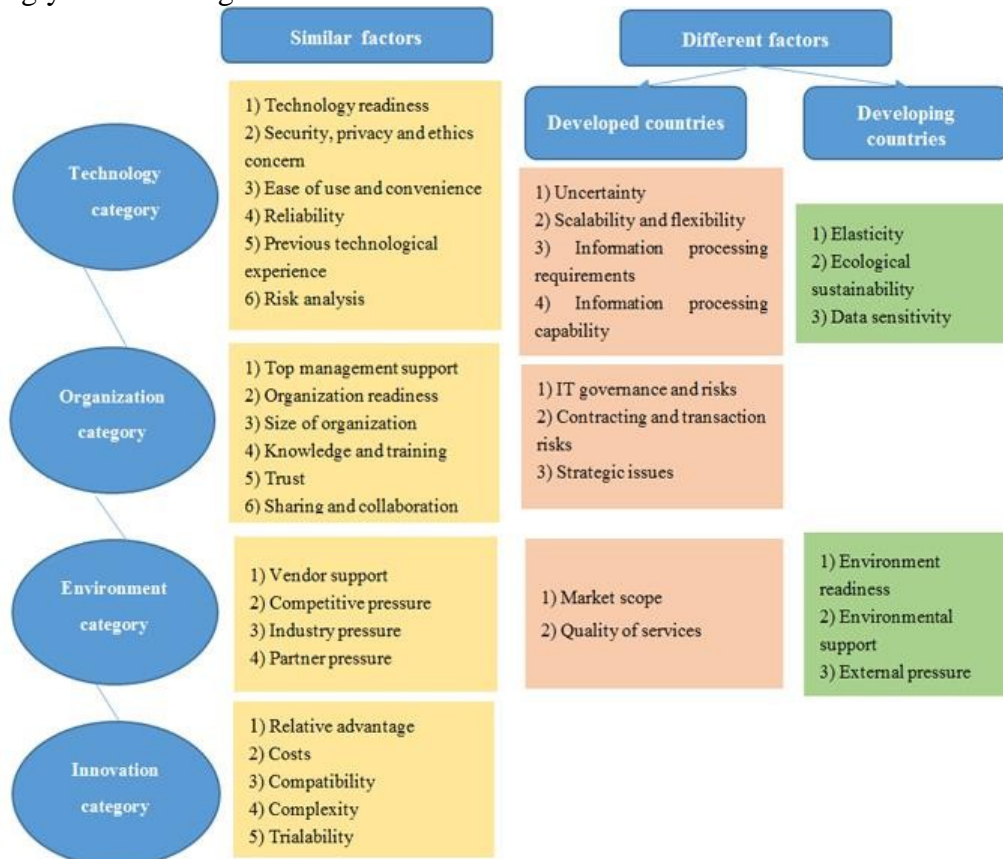 Similar factors
Different factors
Developed countries
Developing
countries
Technology
category
1) Technology readiness
2) Security, privacy and ethics
concern
3) Ease of use and convenience
4) Reliability
5) Previous technological
experience
6) Risk analysis
1) Uncertainty
2) Scalability and flexibility
3) Information processing
requirements
4) Information processing
capability
1) Elasticity
2) Ecological
sustainability
3) Data sensitivity
Organization
category
1) Top management support
2) Organization readiness
3) Size of organization
4) Knowledge and training
5) Trust
6) Sharing and collaboration
1) IT governance and risks
2) Contracting and transaction
risks
3) Strategic issues
Environment
category
1) Vendor support
2) Competitive pressure
3) Industry pressure
4) Partner pressure
1) Market scope
2) Quality of services
1) Environment
readiness
2) Environmental
support
3) External pressure
Innovation
category
1) Relative advantage
2) Costs
3) Compatibility
4) Complexity
5) Trialability